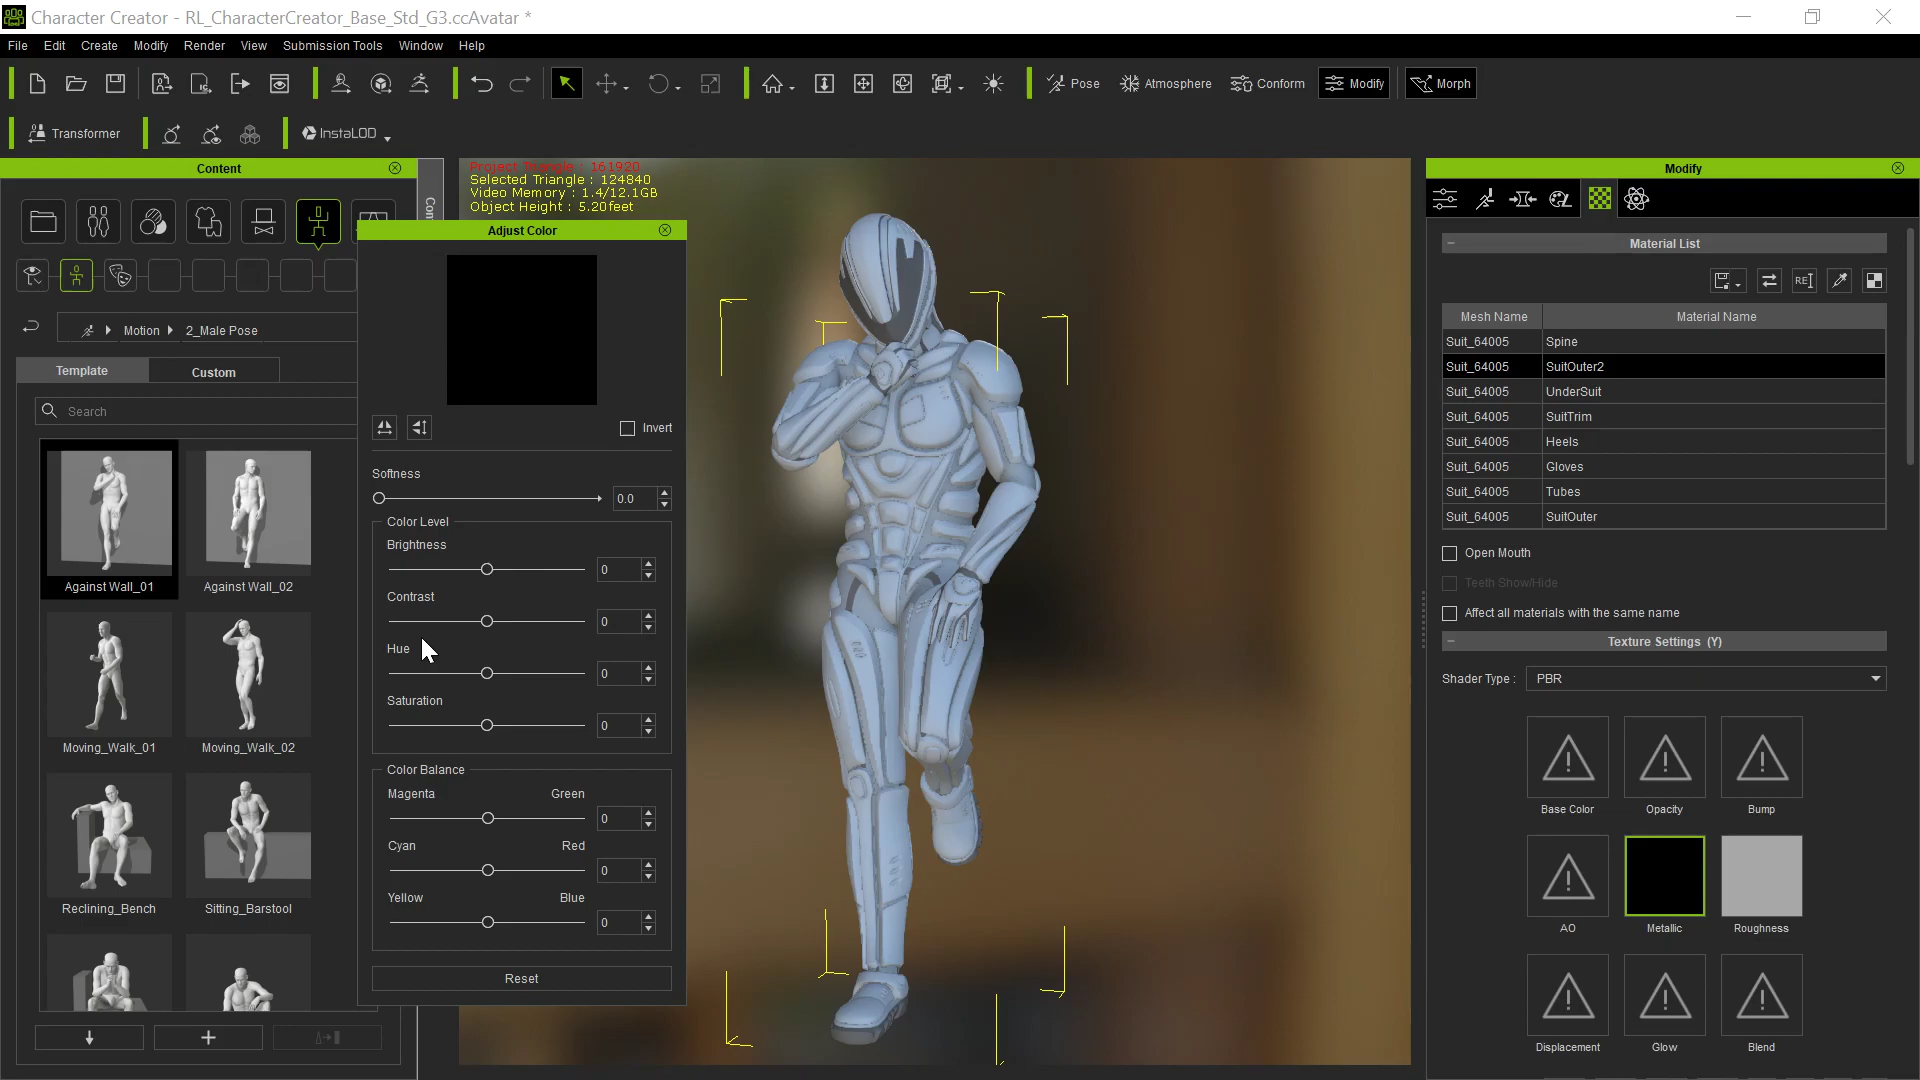 Character Creator - RL_CharacterCreator_Base_Std_G3.ccAvatar *
File Edit Create Modify Render View Submission Tools Window Help
Pose Atmosphere Conform Modify Morph
Transformer InstaLOD
Content
Con
Project Triangle : 161920
Selected Triangle : 124840
Video Memory : 1.4/12.1GB
Object Height : 5.20feet
Motion 2_Male Pose
Template Custom
Search
Against Wall_01 Against Wall_02
Moving_Walk_01 Moving_Walk_02
Reclining_Bench Sitting_Barstool
Adjust Color
Invert
Softness
0.0
Color Level
Brightness
0
Contrast
0
Hue
0
Saturation
0
Color Balance
Magenta Green
0
Cyan Red
0
Yellow Blue
0
Reset
Modify
Material List
REI
Mesh Name Material Name
Suit_64005 Spine
Suit_64005 SuitOuter2
Suit_64005 UnderSuit
Suit_64005 SuitTrim
Suit_64005 Heels
Suit_64005 Gloves
Suit_64005 Tubes
Suit_64005 SuitOuter
Open Mouth
Teeth Show/Hide
Affect all materials with the same name
Texture Settings (Y)
Shader Type : PBR
Base Color Opacity Bump
AO Metallic Roughness
Displacement Glow Blend